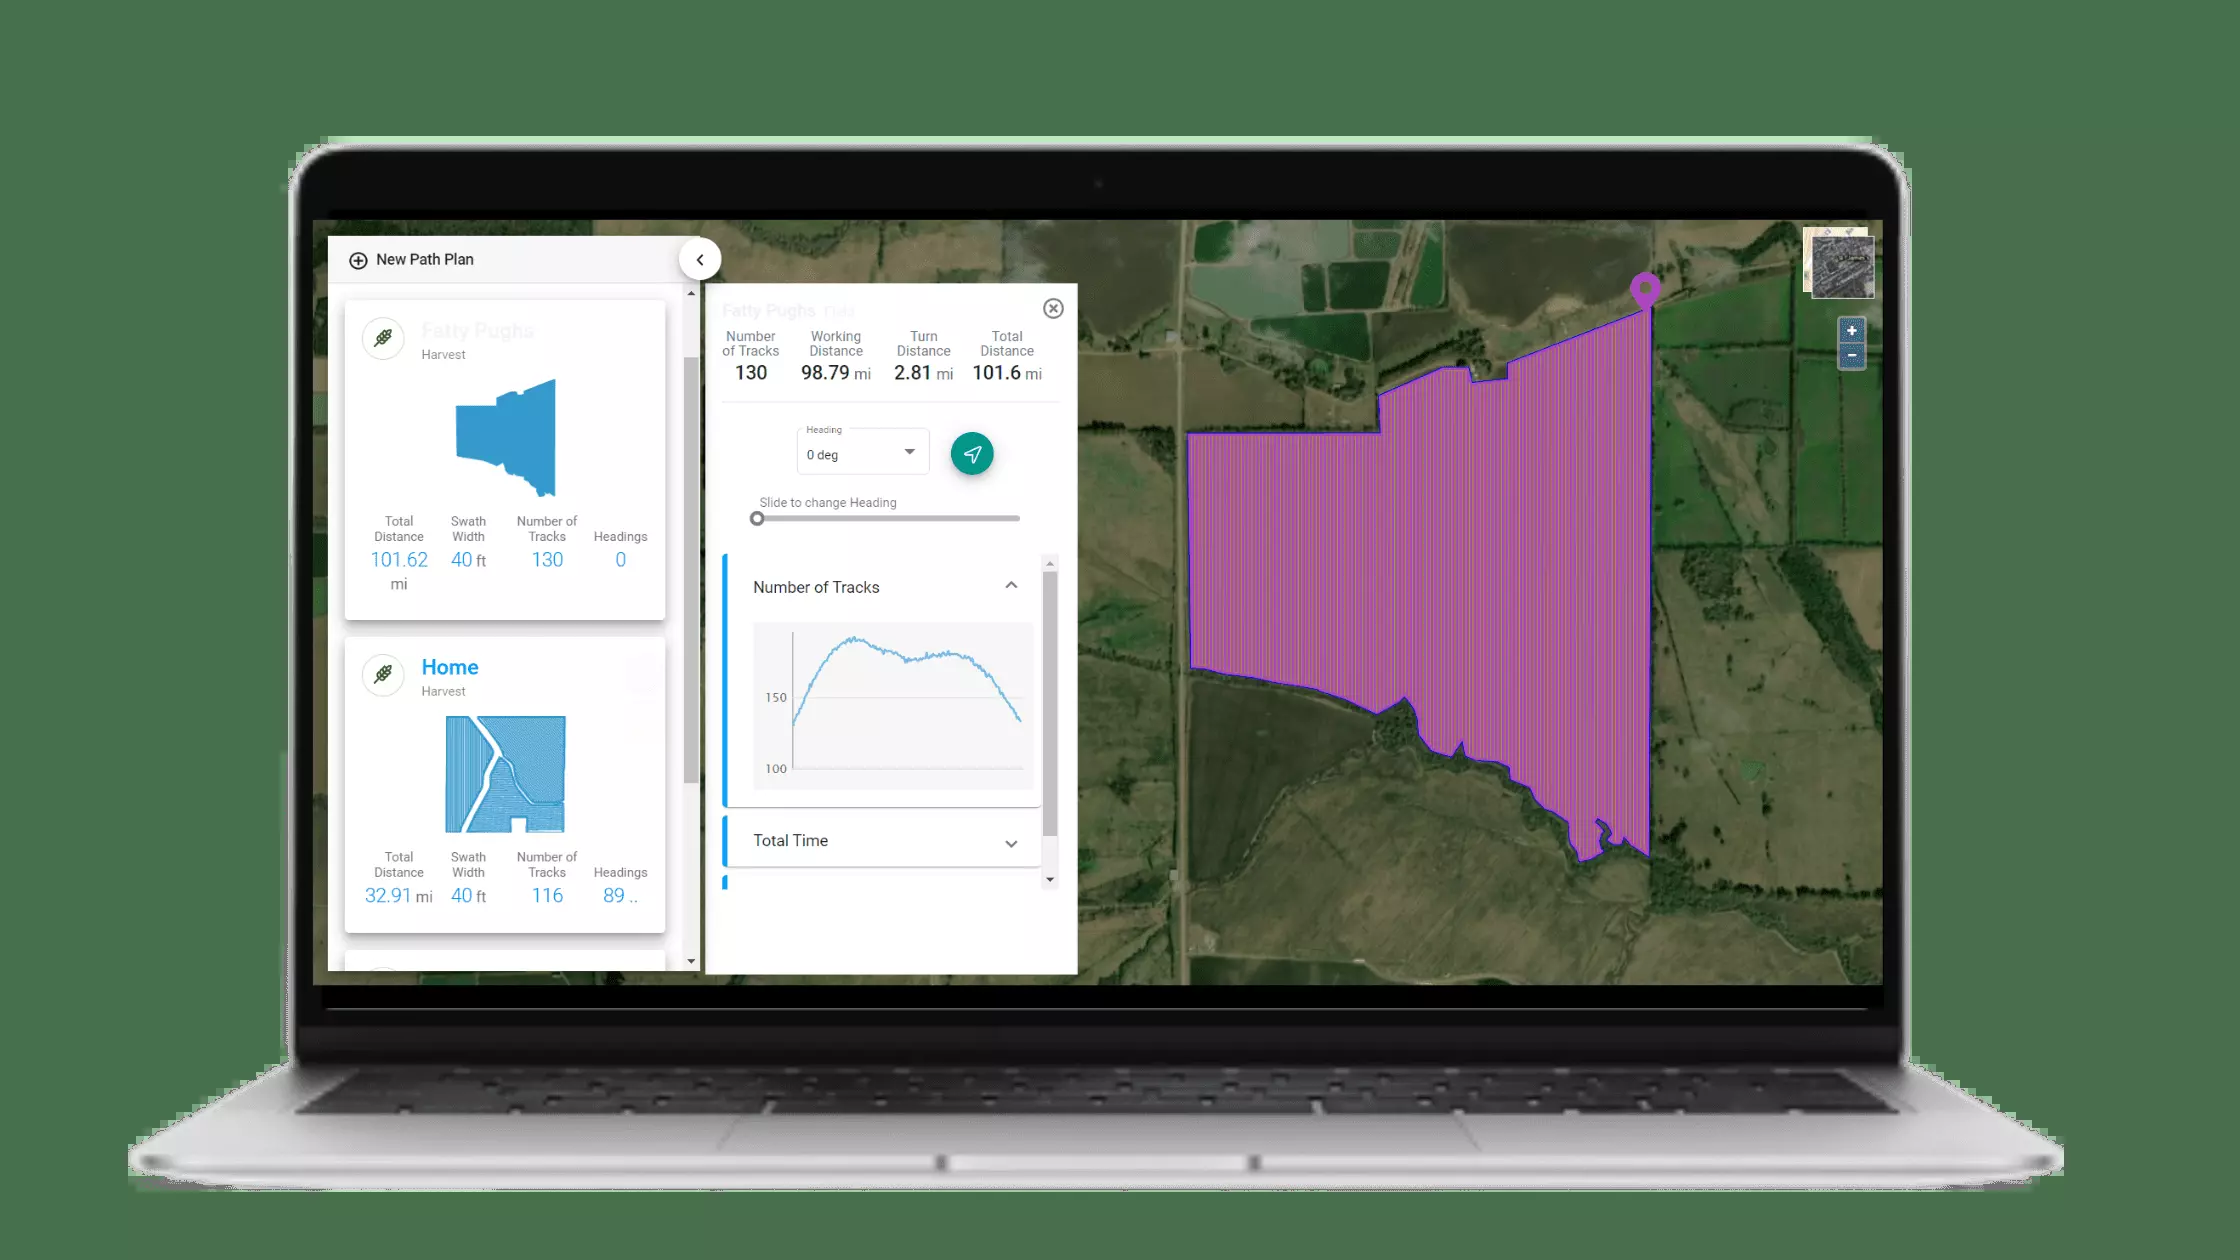 New Path Plan
Fatty Pughs
Harvest
Total Distance
101.62 mi
Swath Width
40 ft
Number of Tracks
130
Headings
0
Home
Harvest
Total Distance
32.91 mi
Swath Width
40 ft
Number of Tracks
116
Headings
89 ..
Fatty Pughs
Number of Tracks
130
Working Distance
98.79 mi
Turn Distance
2.81 mi
Total Distance
101.6 mi
Heading
0 deg
Slide to change Heading
Number of Tracks
150
100
Total Time
+
−